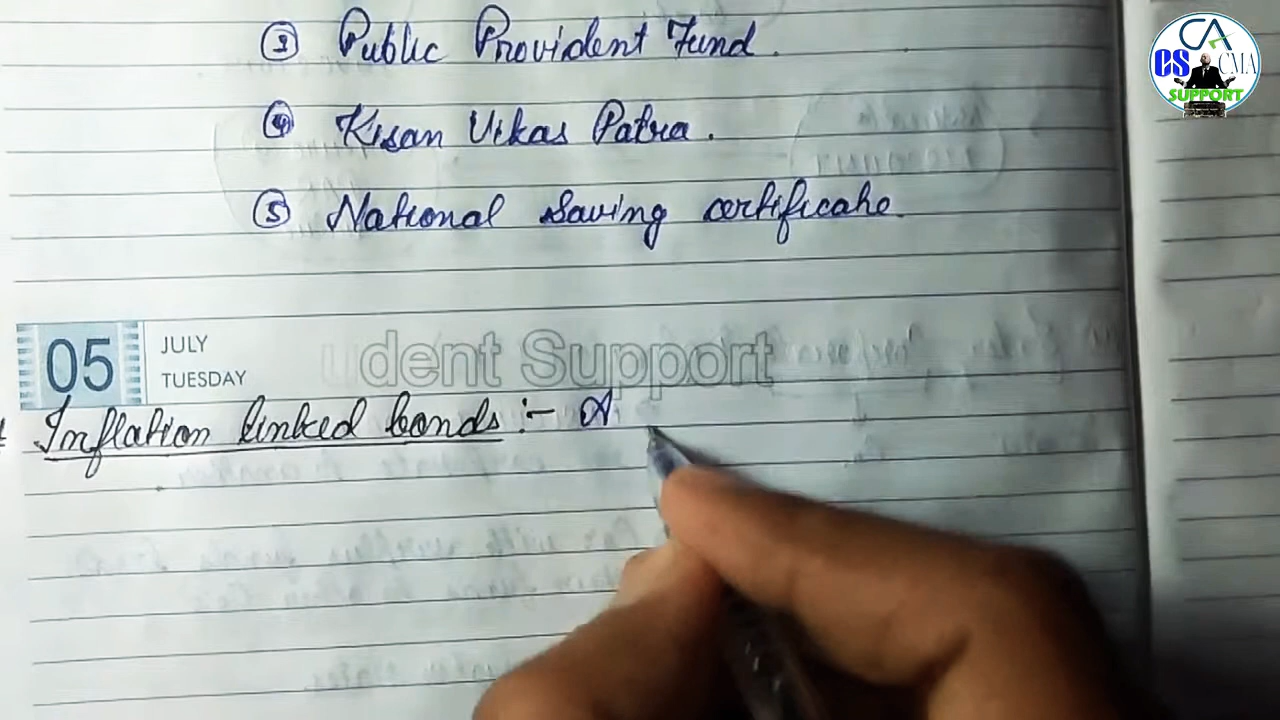 ③ Public Provident Fund.
④ Kisan Vikas Patra.
⑤ National Saving certificate.
05 JULY
TUESDAY
udent Support
Inflation linked bonds :-
CA
CS CMA
SUPPORT